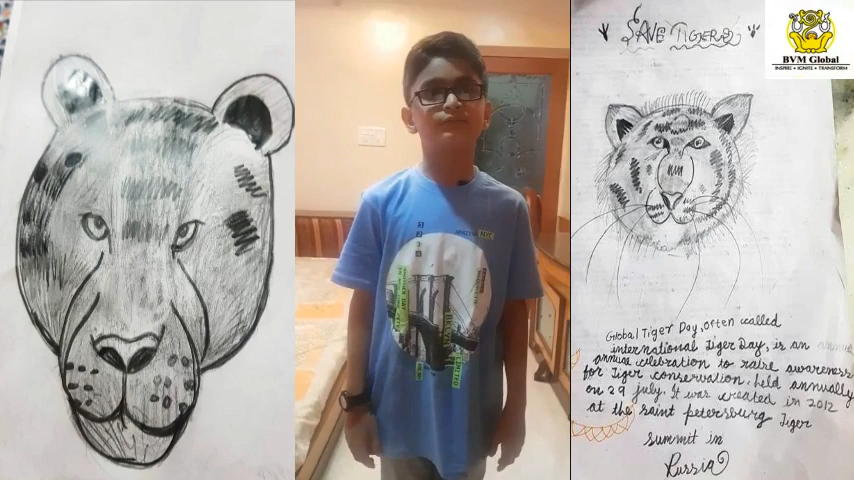 SAVE TIGERS
BVM Global
INSPIRE • IGNITE • TRANSFORM
NYC
Global Tiger Day, often called
international Tiger Day, is an annual
annual celebration to raise awareness
for Tiger conservation, held annually
on 29 july. It was created in 2012
at the saint petersburg Tiger
summit in
Russia